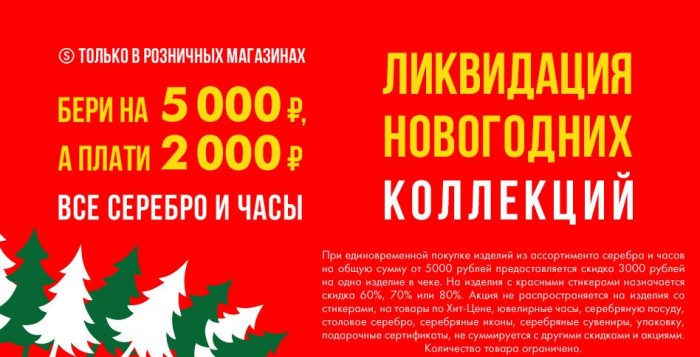 Ⓢ ТОЛЬКО В РОЗНИЧНЫХ МАГАЗИНАХ
БЕРИ НА 5 000 ₽,
А ПЛАТИ 2 000 ₽
ВСЕ СЕРЕБРО И ЧАСЫ
ЛИКВИДАЦИЯ
НОВОГОДНИХ
КОЛЛЕКЦИЙ
При единовременной покупке изделий из ассортимента серебра и часов
на общую сумму от 5000 рублей предоставляется скидка 3000 рублей
на одно изделие в чеке. На изделия с красными стикерами назначается
скидка 60%, 70% или 80%. Акция не распространяется на изделия со
стикерами, на товары по Хит-Цене, ювелирные часы, серебряную посуду,
столовое серебро, серебряные иконы, серебряные сувениры, упаковку,
подарочные сертификаты, не суммируется с другими скидками и акциями.
Количество товара ограничено.